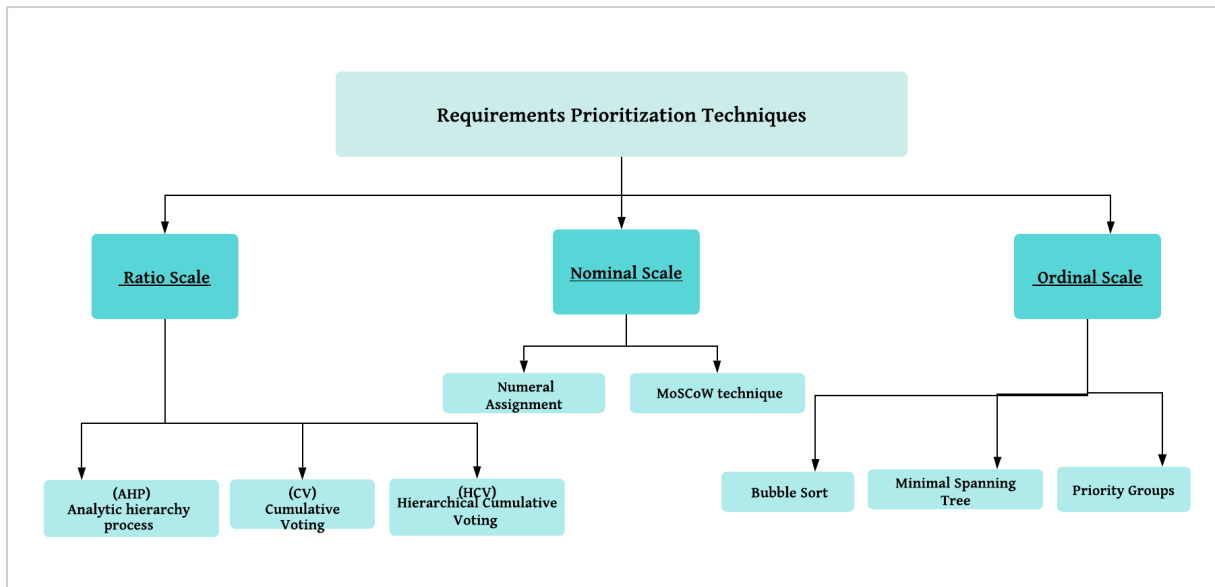 Requirements Prioritization Techniques
Ratio Scale
Nominal Scale
Ordinal Scale
Numeral
Assignment
MoSCoW technique
(AHP)
Analytic hierarchy
process
(CV)
Cumulative
Voting
(HCV)
Hierarchical Cumulative
Voting
Bubble Sort
Minimal Spanning
Tree
Priority Groups